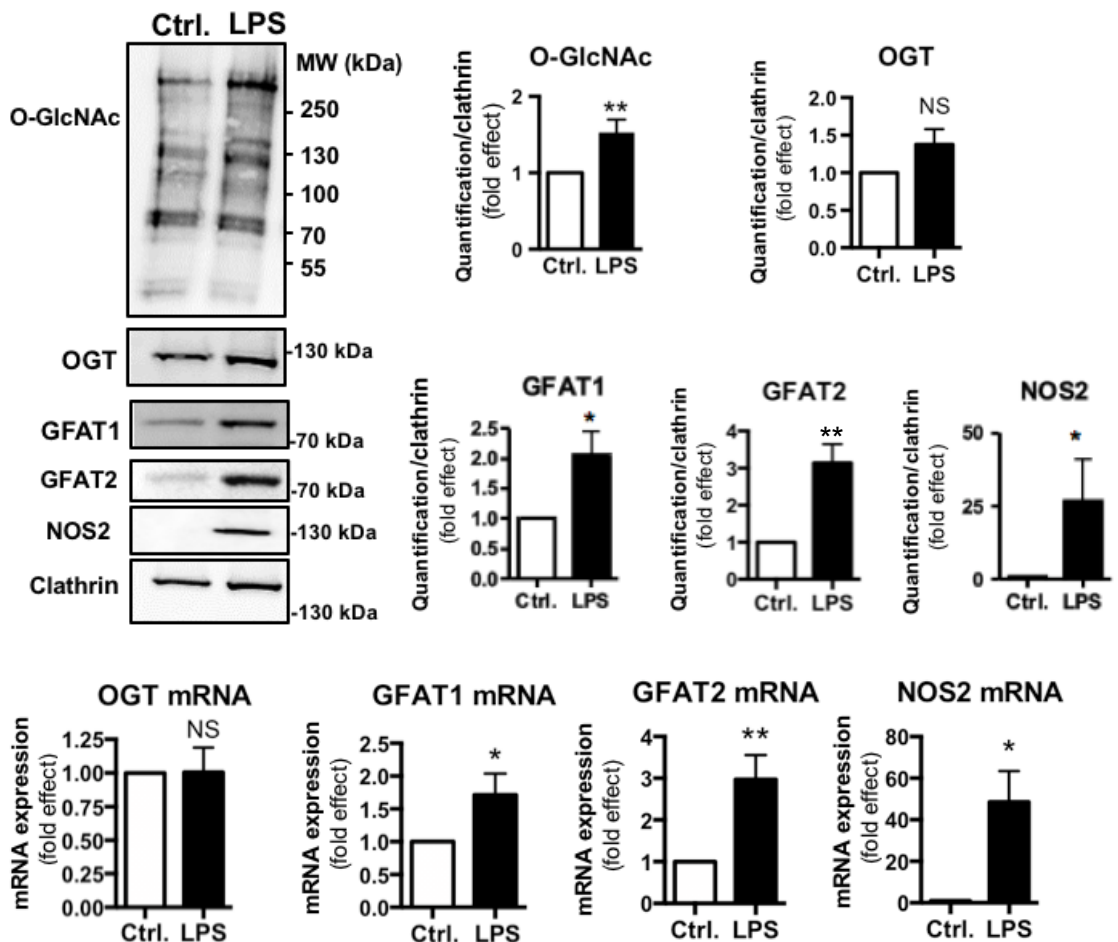 Ctrl. LPS
MW (kDa)
O-GlcNAc
250
130
100
70
55
OGT
-130 kDa
GFAT1
-70 kDa
GFAT2
-70 kDa
NOS2
-130 kDa
Clathrin
-130 kDa
O-GlcNAc
Quantification/clathrin
(fold effect)
2
1
0
**
Ctrl. LPS
OGT
Quantification/clathrin
(fold effect)
2.0
1.5
1.0
0.5
0.0
NS
Ctrl. LPS
GFAT1
Quantification/clathrin
(fold effect)
2.5
2.0
1.5
1.0
0.5
0.0
*
Ctrl. LPS
GFAT2
Quantification/clathrin
(fold effect)
4
3
2
1
0
**
Ctrl. LPS
NOS2
Quantification/clathrin
(fold effect)
50
25
0
*
Ctrl. LPS
OGT mRNA
mRNA expression
(fold effect)
1.25
1.00
0.75
0.50
0.25
0.00
NS
Ctrl. LPS
GFAT1 mRNA
mRNA expression
(fold effect)
2.5
2.0
1.5
1.0
0.5
0.0
*
Ctrl. LPS
GFAT2 mRNA
mRNA expression
(fold effect)
4
3
2
1
0
**
Ctrl. LPS
NOS2 mRNA
mRNA expression
(fold effect)
80
60
40
20
0
*
Ctrl. LPS